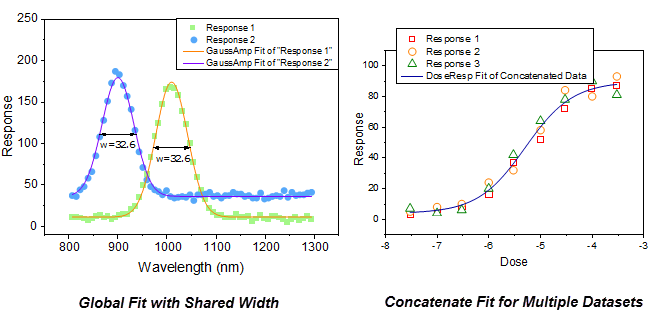 Response 1
Response 2
GaussAmp Fit of "Response 1"
GaussAmp Fit of "Response 2"
250
200
150
100
50
0
Response
w=32.6
w=32.6
800
900
1000
1100
1200
1300
Wavelength (nm)
Global Fit with Shared Width
Response 1
Response 2
Response 3
DoseResp Fit of Concatenated Data
100
80
60
40
20
0
Response
-8
-7
-6
-5
-4
-3
Dose
Concatenate Fit for Multiple Datasets